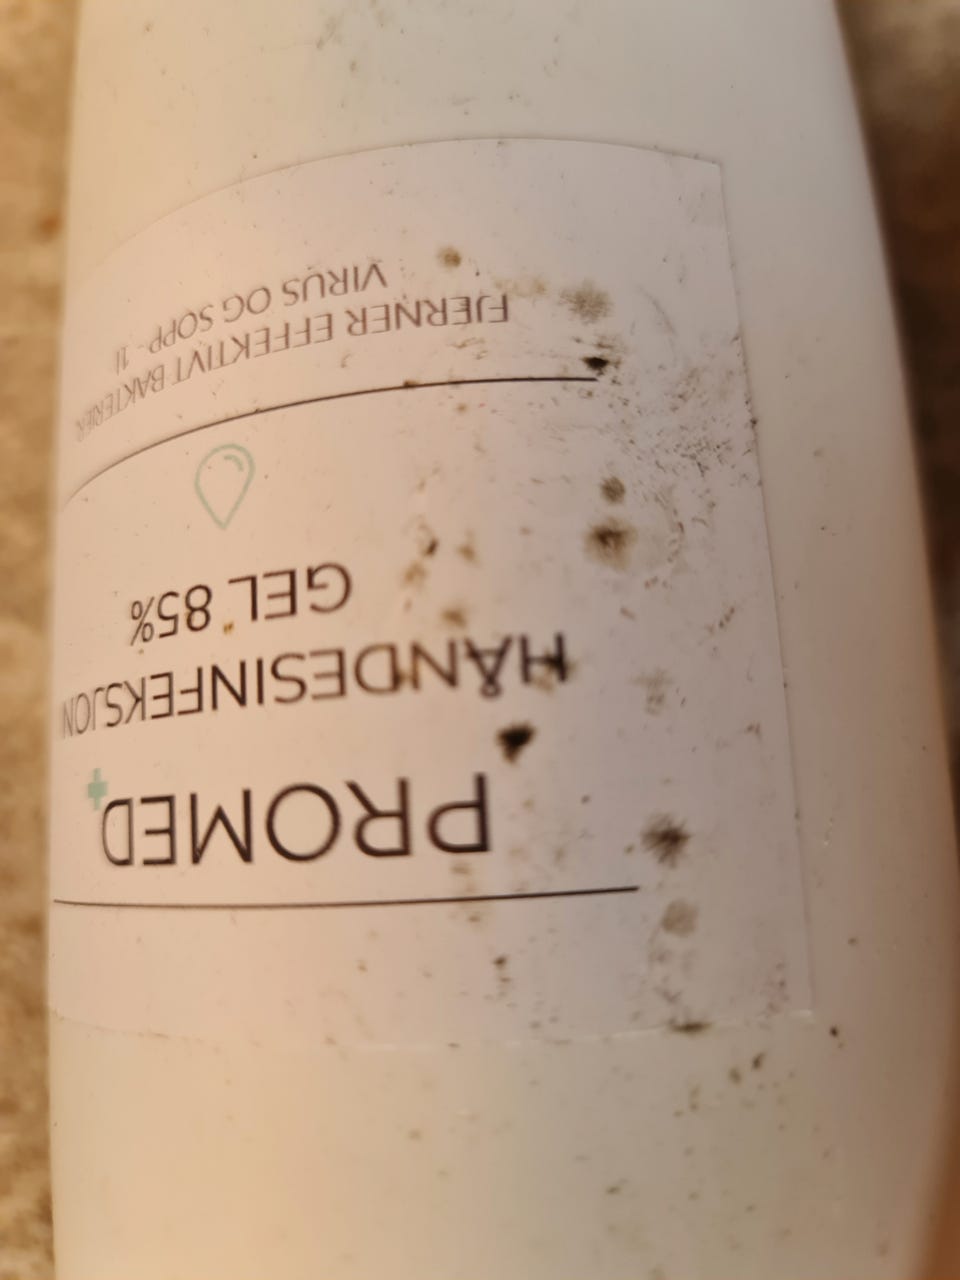 PROMED
HÅNDESINFEKSJON
GEL 85%
FJERNER EFFEKTIVT BAKTERIER
VIRUS OG SOPP - 1l